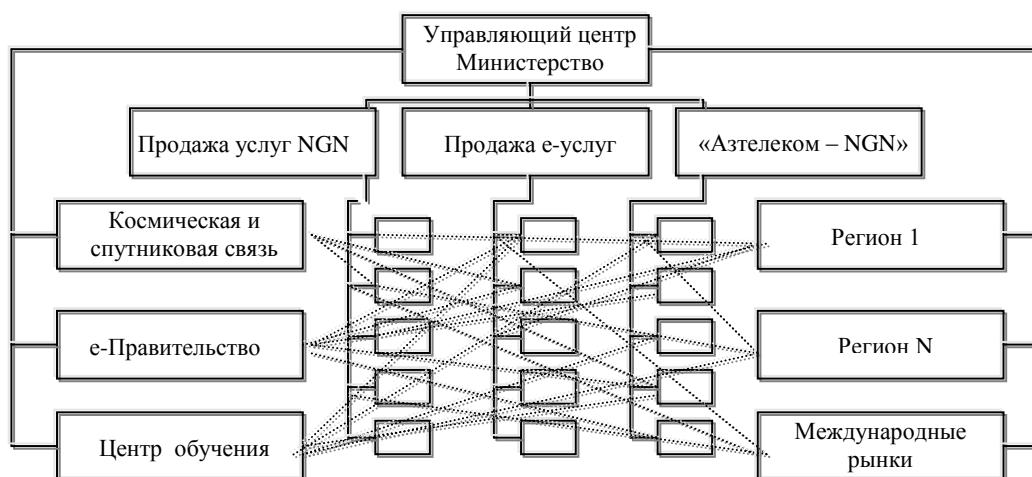 Управляющий центр
Министерство
Продажа услуг NGN
Продажа е-услуг
«Азтелеком – NGN»
Космическая и
спутниковая связь
Регион 1
е-Правительство
Регион N
Центр обучения
Международные
рынки